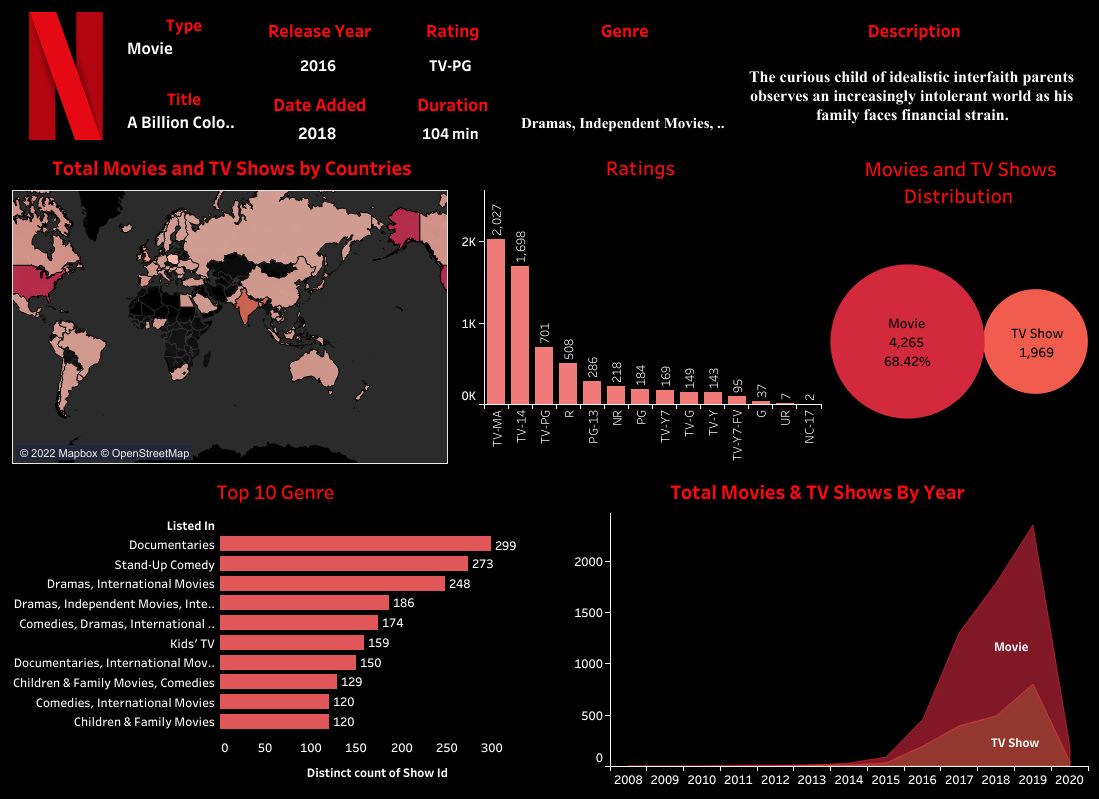 Type
Movie
Release Year
2016
Rating
TV-PG
Genre
Description
Title
A Billion Colo..
Date Added
2018
Duration
104 min
Dramas, Independent Movies, ..
The curious child of idealistic interfaith parents
observes an increasingly intolerant world as his
family faces financial strain.
Total Movies and TV Shows by Countries
© 2022 Mapbox © OpenStreetMap
Ratings
2K
1K
0K
2,027
1,698
701
508
286
218
184
169
149
143
95
37
7
2
TV-MA
TV-14
TV-PG
R
PG-13
NR
PG
TV-Y7
TV-G
TV-Y
TV-Y7-FV
G
UR
NC-17
Movies and TV Shows
Distribution
Movie
4,265
68.42%
TV Show
1,969
Top 10 Genre
Listed In
Documentaries
299
Stand-Up Comedy
273
Dramas, International Movies
248
Dramas, Independent Movies, Inte..
186
Comedies, Dramas, International ..
174
Kids' TV
159
Documentaries, International Mov..
150
Children & Family Movies, Comedies
129
Comedies, International Movies
120
Children & Family Movies
120
0 50 100 150 200 250 300
Distinct count of Show Id
Total Movies & TV Shows By Year
2000
1500
1000
500
0
Movie
TV Show
2008 2009 2010 2011 2012 2013 2014 2015 2016 2017 2018 2019 2020